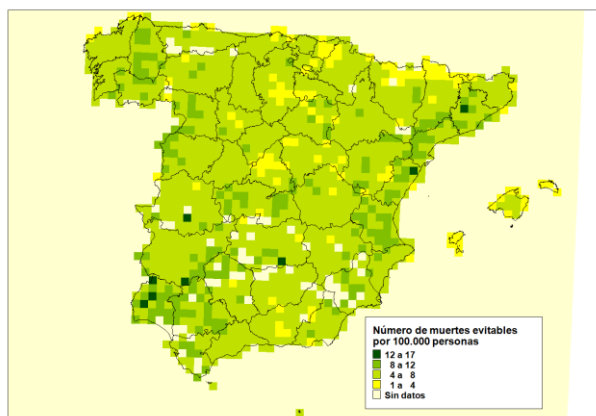 Número de muertes evitables
por 100.000 personas
12 a 17
8 a 12
4 a 8
1 a 4
Sin datos